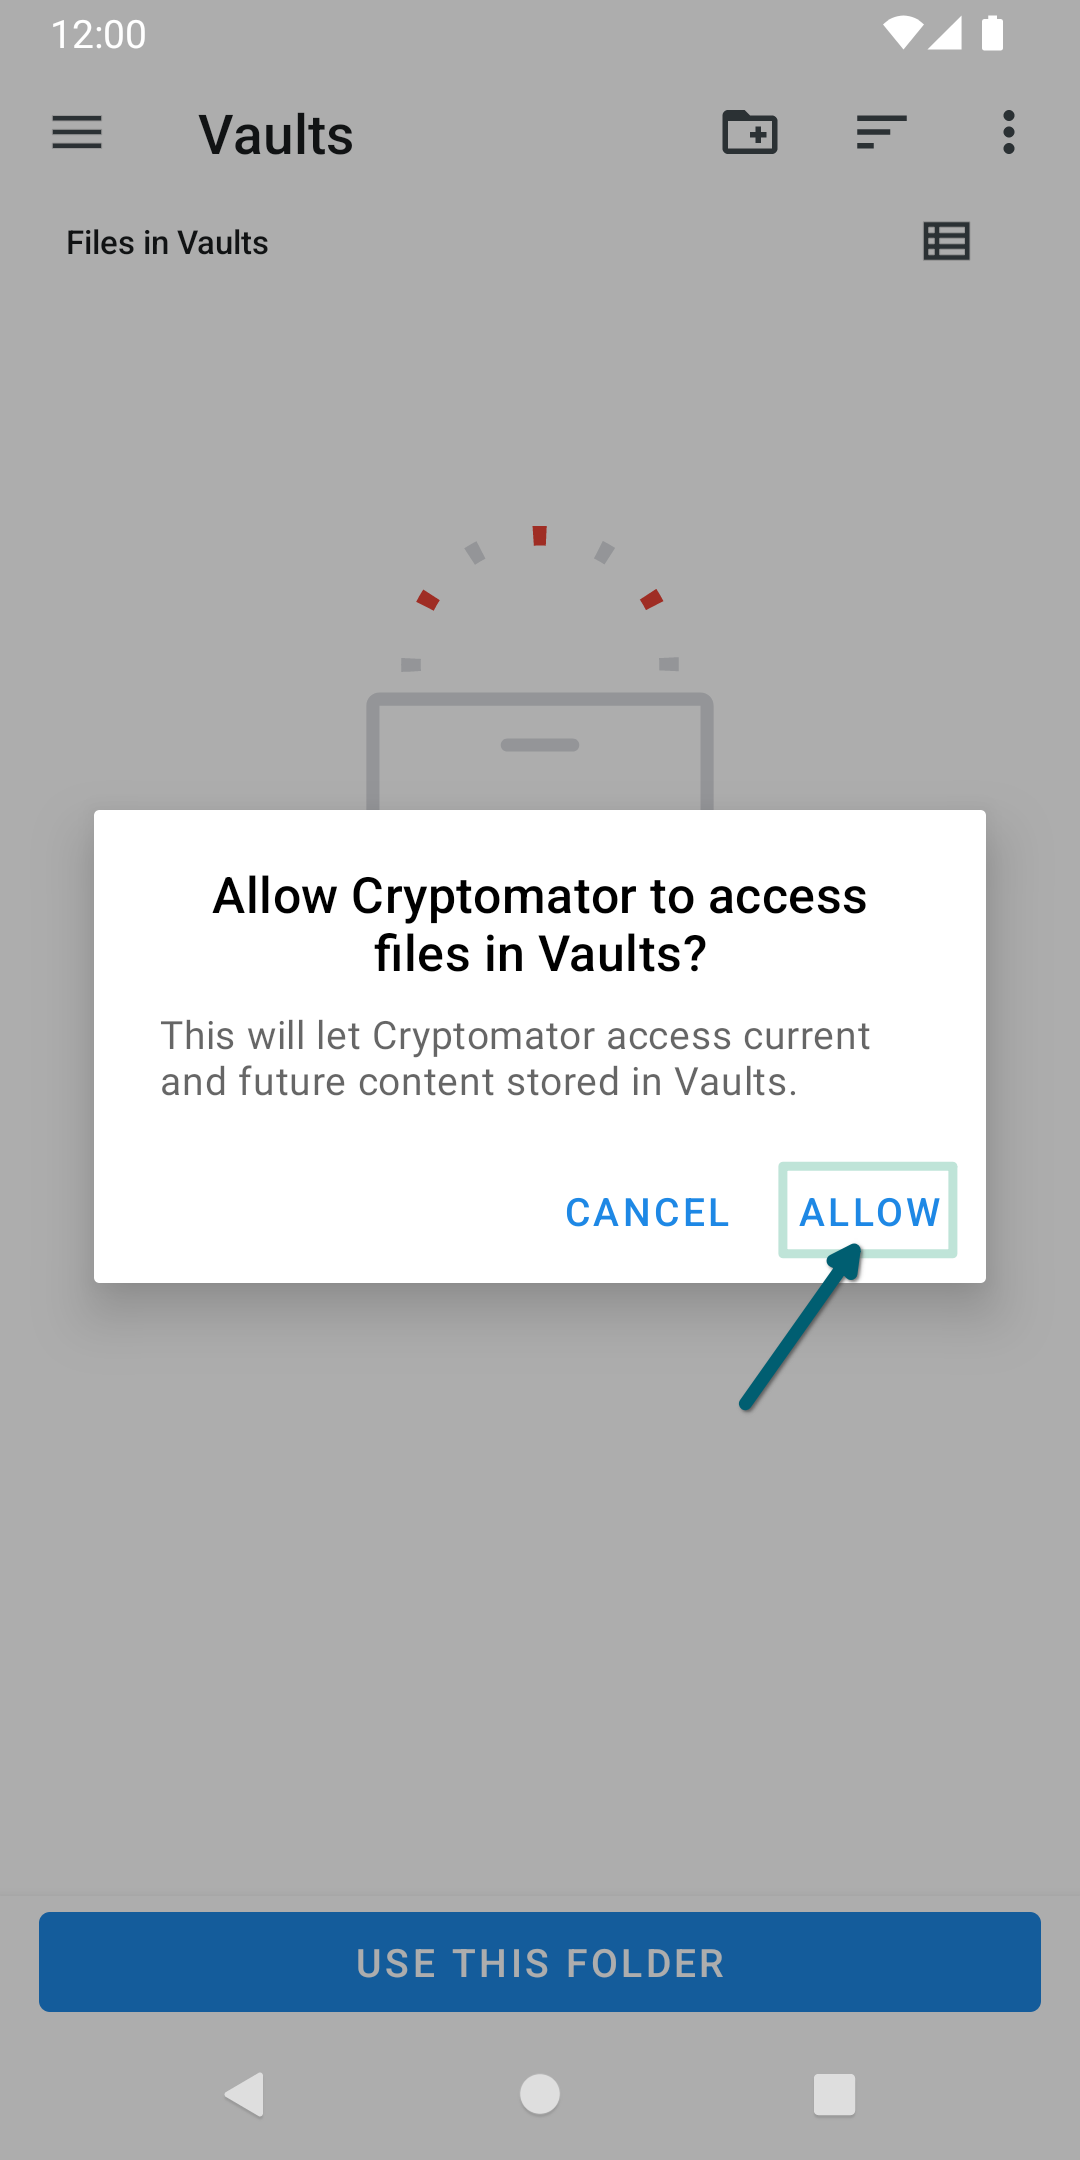 12:00
Vaults
Files in Vaults
Allow Cryptomator to access
files in Vaults?
This will let Cryptomator access current
and future content stored in Vaults.
CANCEL
ALLOW
USE THIS FOLDER